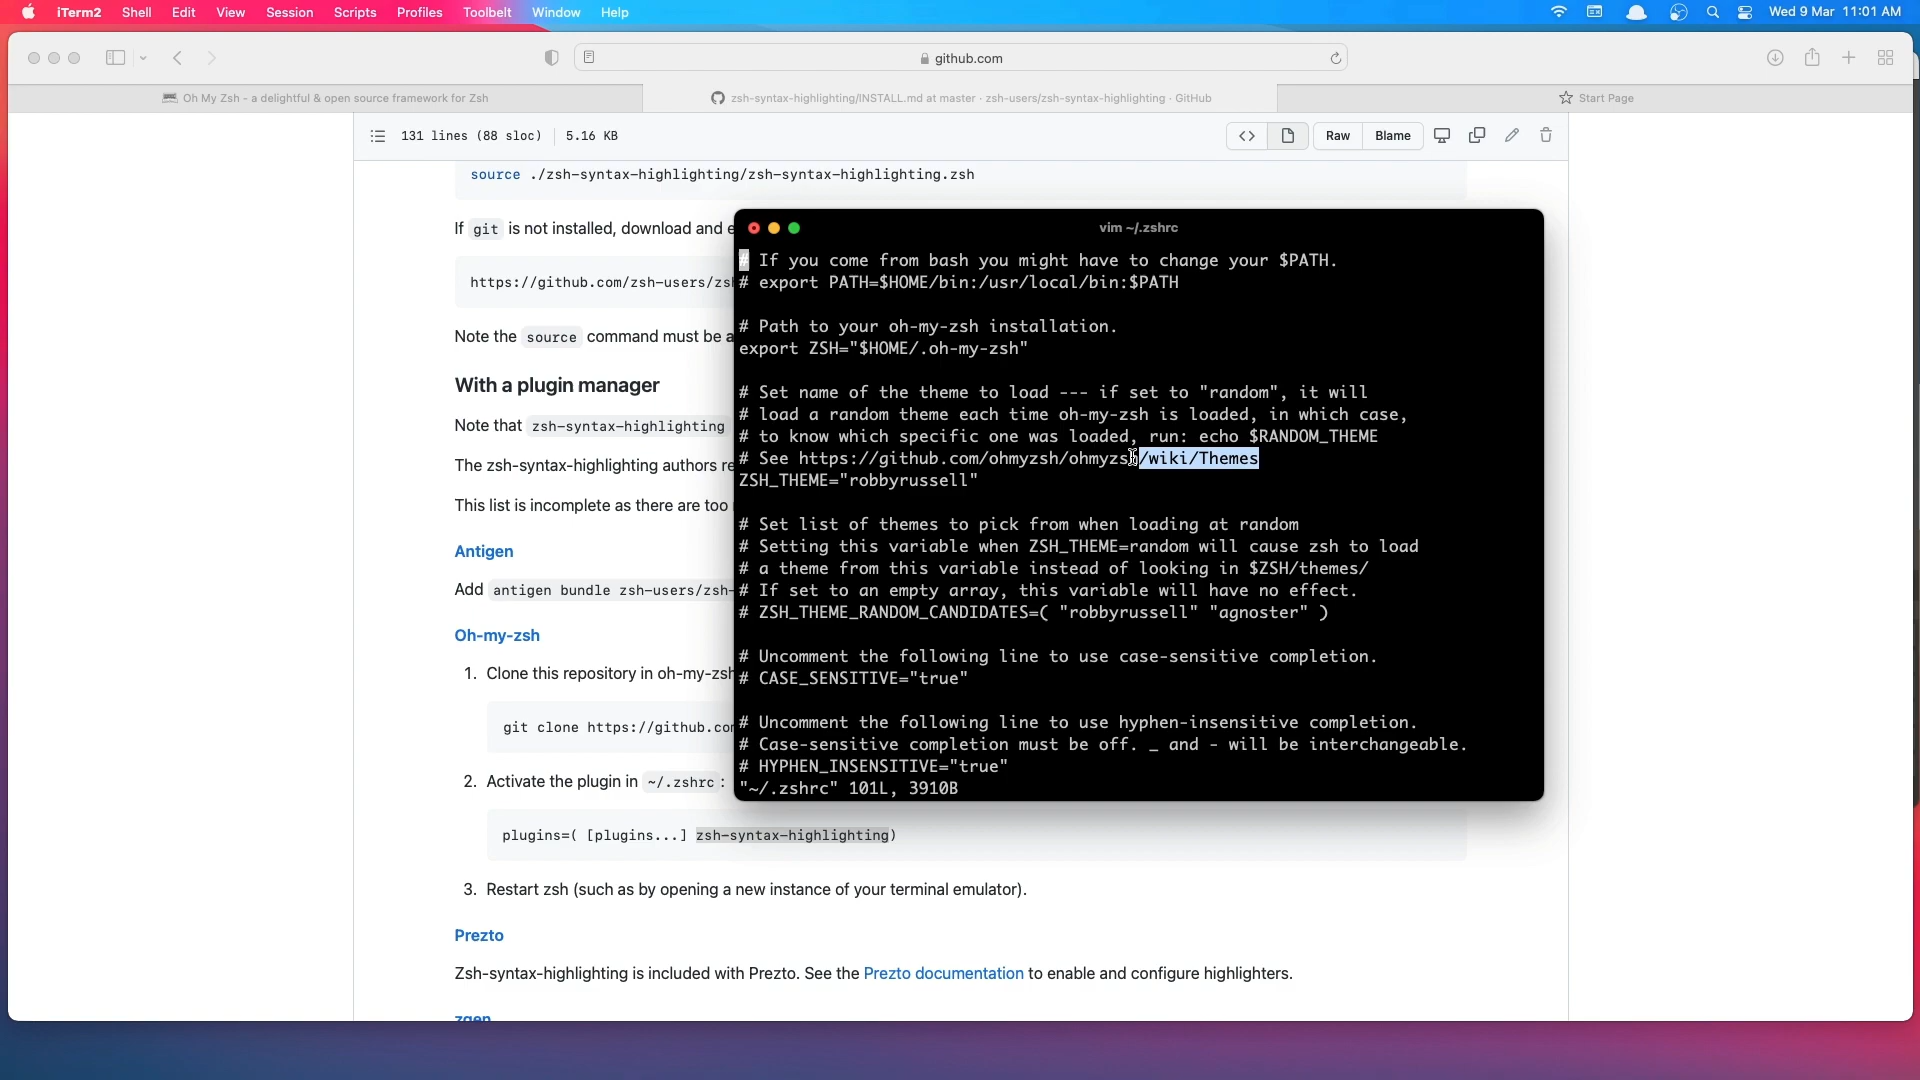 iTerm2 Shell Edit View Session Scripts Profiles Toolbelt Window Help Wed 9 Mar 11:01 AM
github.com
Oh My Zsh - a delightful & open source framework for Zsh
zsh-syntax-highlighting/INSTALL.md at master · zsh-users/zsh-syntax-highlighting · GitHub
Start Page
131 lines (88 sloc) 5.16 KB
Raw Blame
source ./zsh-syntax-highlighting/zsh-syntax-highlighting.zsh
If git is not installed, download and
https://github.com/zsh-users/
Note the source command must be
With a plugin manager
Note that zsh-syntax-highlighting
The zsh-syntax-highlighting authors
This list is incomplete as there are too
Antigen
Add antigen bundle zsh-users/zsh-
Oh-my-zsh
1. Clone this repository in oh-my-zsh
git clone https://github.co
2. Activate the plugin in ~/.zshrc :
plugins=( [plugins...] zsh-syntax-highlighting)
3. Restart zsh (such as by opening a new instance of your terminal emulator).
Prezto
Zsh-syntax-highlighting is included with Prezto. See the Prezto documentation to enable and configure highlighters.
zgen
vim ~/.zshrc
# If you come from bash you might have to change your $PATH.
# export PATH=$HOME/bin:/usr/local/bin:$PATH
# Path to your oh-my-zsh installation.
export ZSH="$HOME/.oh-my-zsh"
# Set name of the theme to load --- if set to "random", it will
# load a random theme each time oh-my-zsh is loaded, in which case,
# to know which specific one was loaded, run: echo $RANDOM_THEME
# See https://github.com/ohmyzsh/ohmyzsh/wiki/Themes
ZSH_THEME="robbyrussell"
# Set list of themes to pick from when loading at random
# Setting this variable when ZSH_THEME=random will cause zsh to load
# a theme from this variable instead of looking in $ZSH/themes/
# If set to an empty array, this variable will have no effect.
# ZSH_THEME_RANDOM_CANDIDATES=( "robbyrussell" "agnoster" )
# Uncomment the following line to use case-sensitive completion.
# CASE_SENSITIVE="true"
# Uncomment the following line to use hyphen-insensitive completion.
# Case-sensitive completion must be off. _ and - will be interchangeable.
# HYPHEN_INSENSITIVE="true"
"~/.zshrc" 101L, 3910B